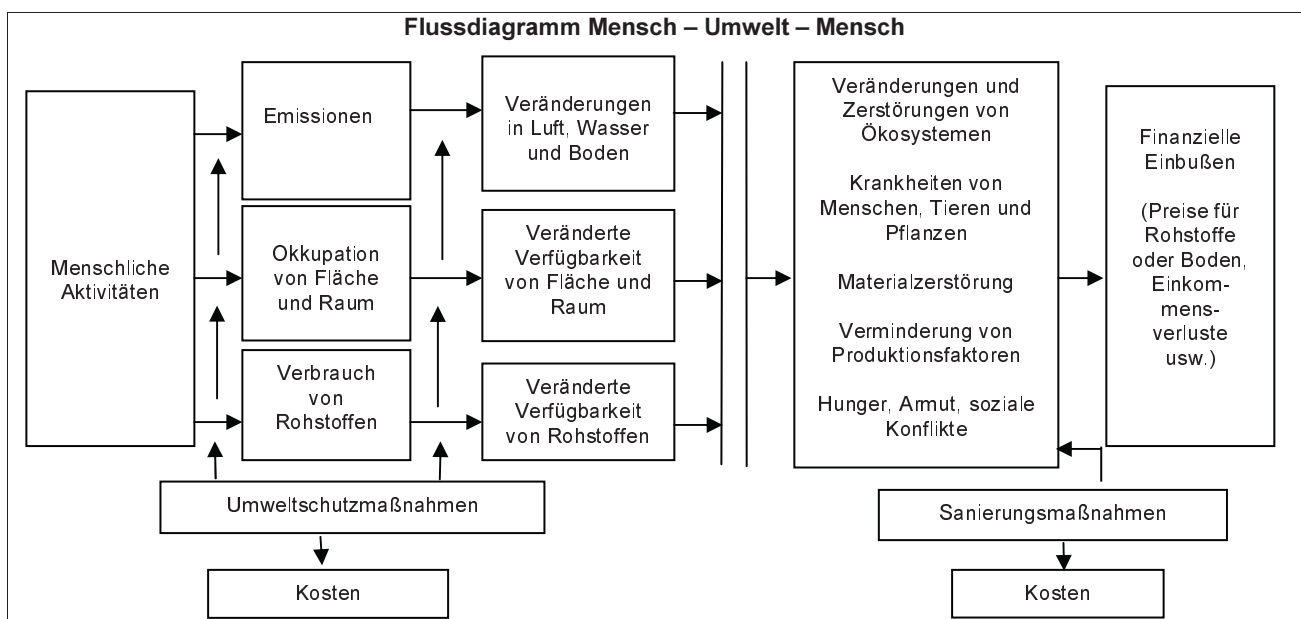 Flussdiagramm Mensch – Umwelt – Mensch
Menschliche
Aktivitäten
Emissionen
Okkupation
von Fläche
und Raum
Verbrauch
von
Rohstoffen
Veränderungen
in Luft, Wasser
und Boden
Veränderte
Verfügbarkeit
von Fläche und
Raum
Veränderte
Verfügbarkeit
von Rohstoffen
Veränderungen und
Zerstörungen von
Ökosystemen
Krankheiten von
Menschen, Tieren und
Pflanzen
Materialzerstörung
Verminderung von
Produktionsfaktoren
Hunger, Armut, soziale
Konflikte
Finanzielle
Einbußen
(Preise für
Rohstoffe
oder Boden,
Einkom-
mens-
verluste
usw.)
Umweltschutzmaßnahmen
Kosten
Sanierungsmaßnahmen
Kosten